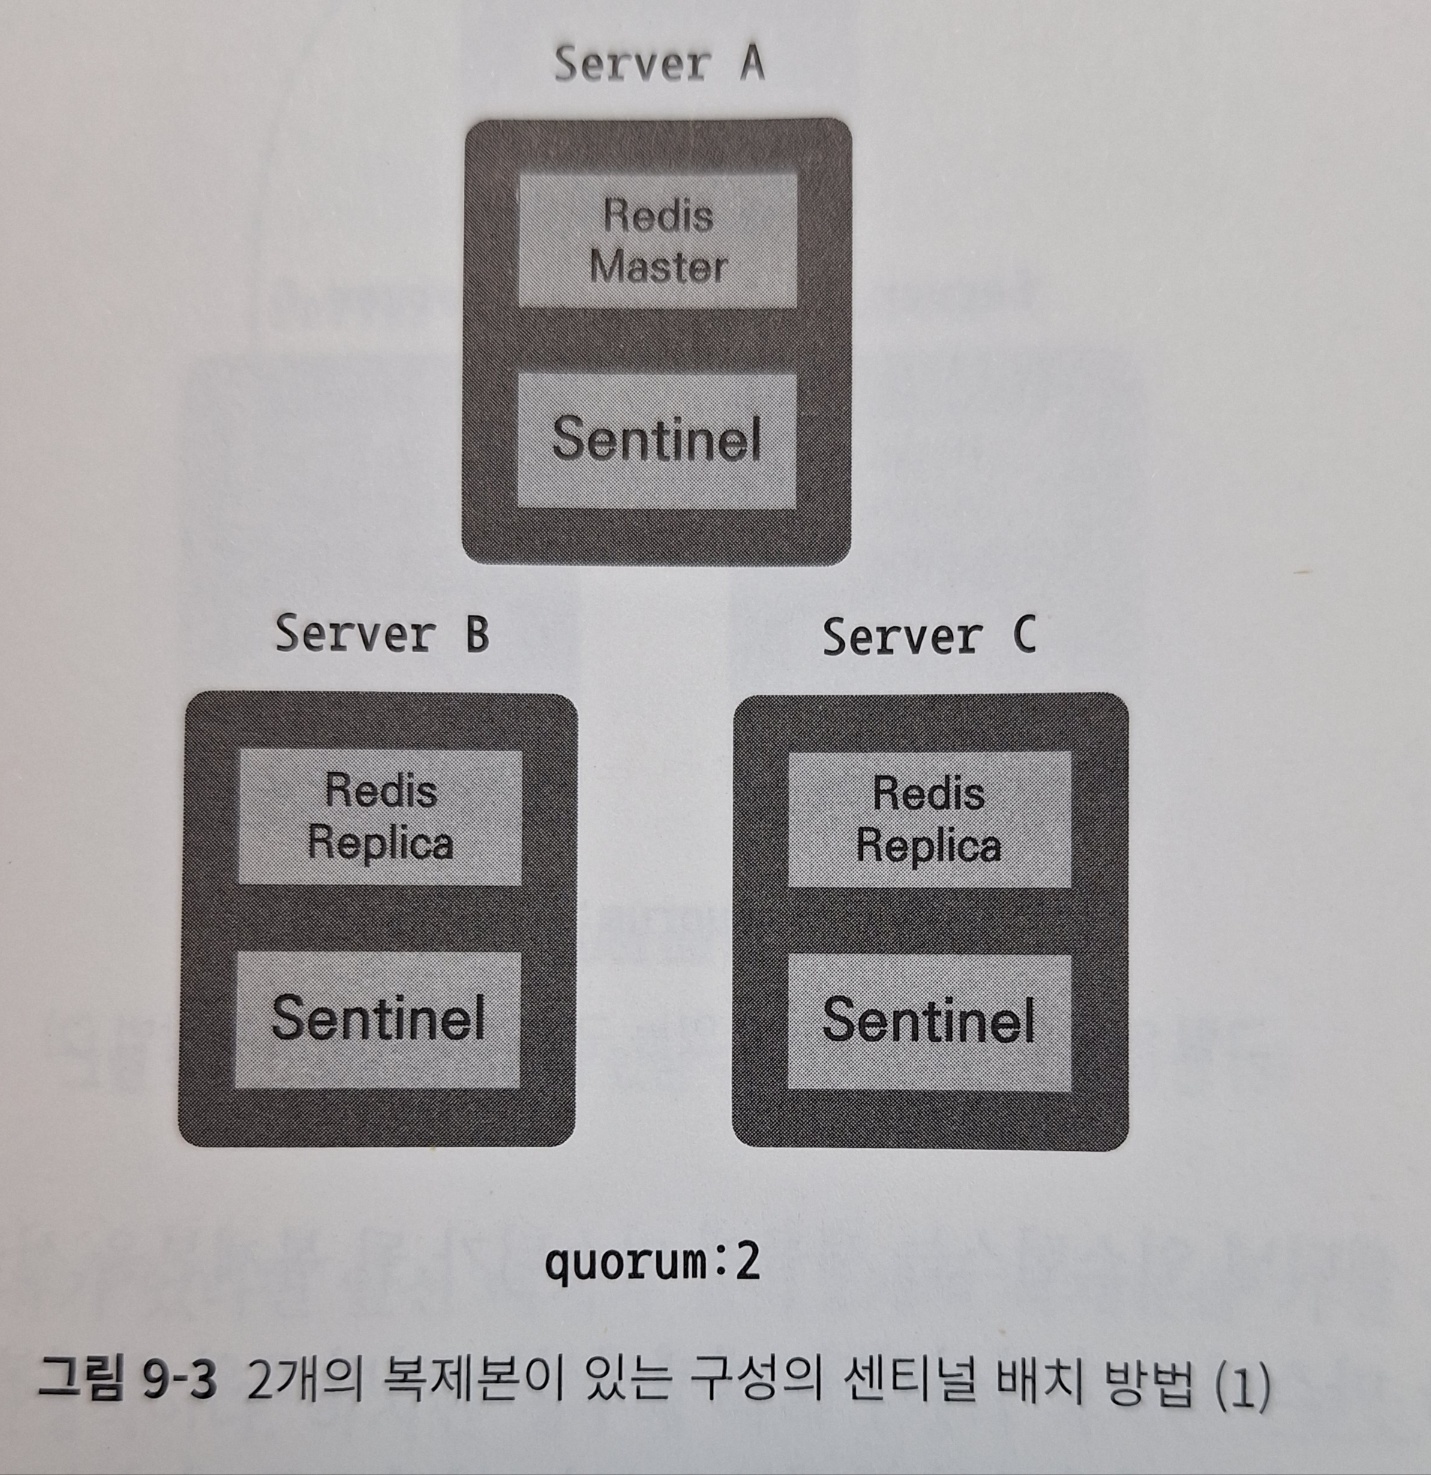 Server A
Redis
Master
Sentinel
Server B
Redis
Replica
Sentinel
Server C
Redis
Replica
Sentinel
quorum:2
그림 9-3 2개의 복제본이 있는 구성의 센티널 배치 방법 (1)